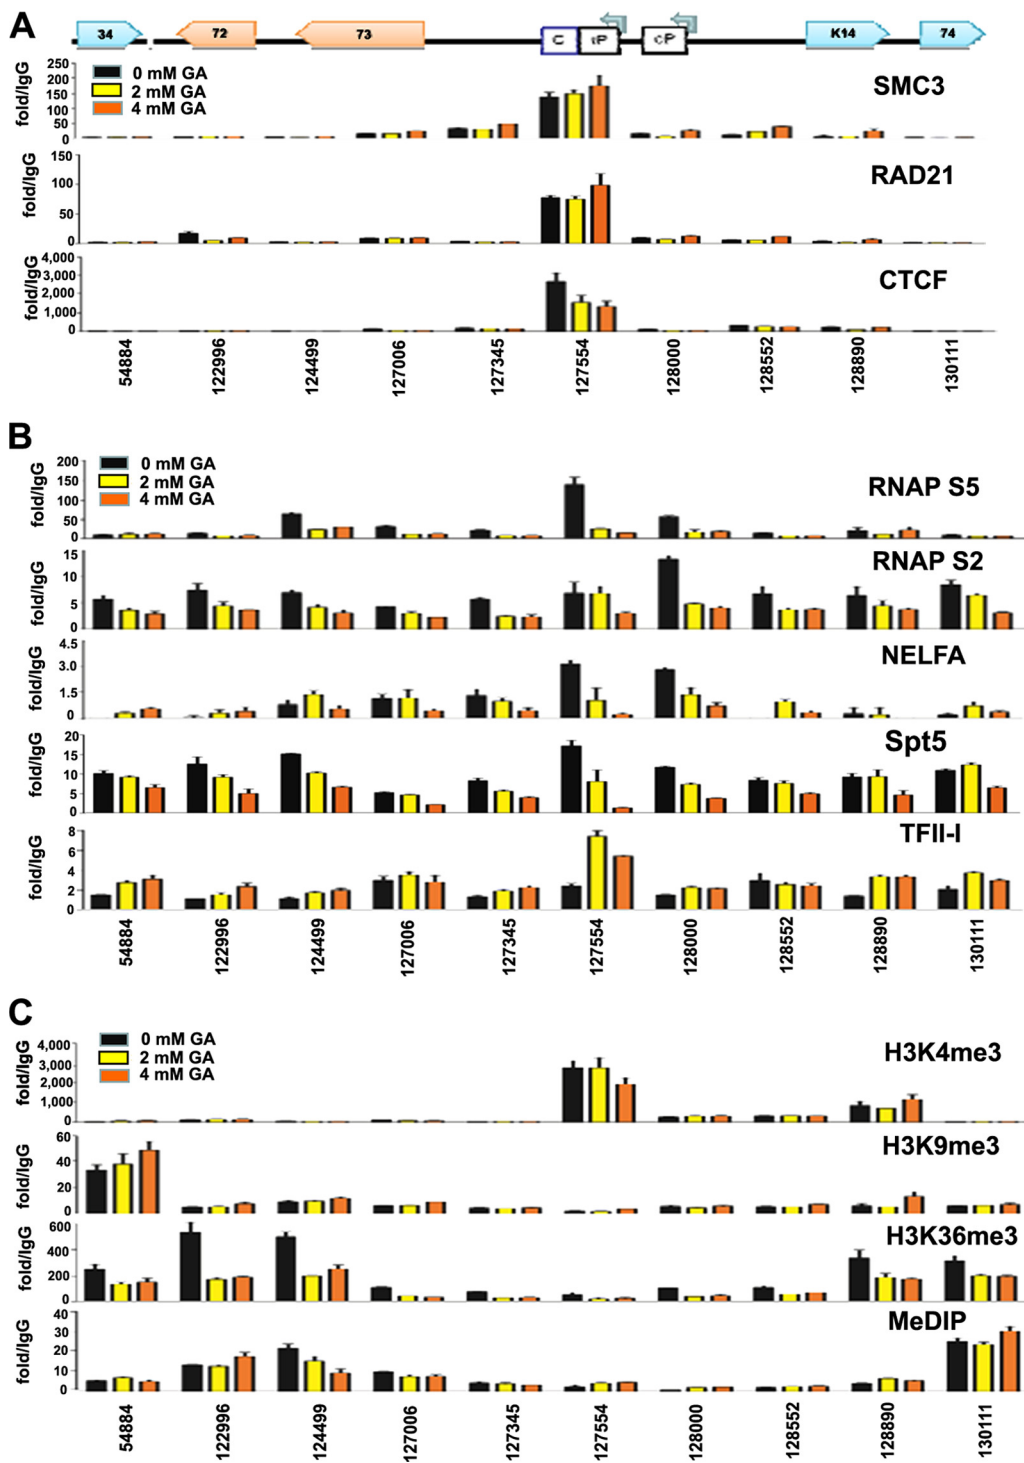 A
34 72 73 C tP cP K14 74
0 mM GA
2 mM GA
4 mM GA
SMC3
fold/IgG
250
200
150
100
50
0
RAD21
fold/IgG
150
100
50
0
CTCF
fold/IgG
4,000
3,000
2,000
1,000
0
54884 122996 124499 127006 127345 127554 128000 128552 128890 130111
B
0 mM GA
2 mM GA
4 mM GA
RNAP S5
fold/IgG
200
150
100
50
0
RNAP S2
fold/IgG
15
10
5
0
NELFA
fold/IgG
4.5
3.0
1.5
0
Spt5
fold/IgG
20
15
10
5
0
TFII-I
fold/IgG
8
6
4
2
0
54884 122996 124499 127006 127345 127554 128000 128552 128890 130111
C
0 mM GA
2 mM GA
4 mM GA
H3K4me3
fold/IgG
4,000
3,000
2,000
1,000
0
H3K9me3
fold/IgG
60
40
20
0
H3K36me3
fold/IgG
600
400
200
0
MeDIP
fold/IgG
40
30
20
10
0
54884 122996 124499 127006 127345 127554 128000 128552 128890 130111